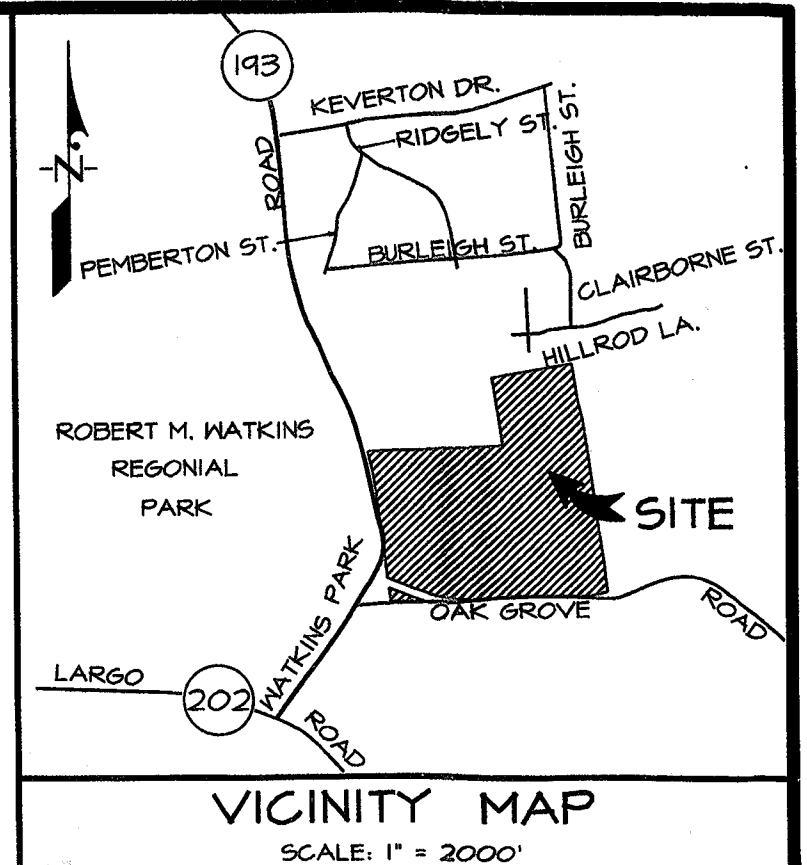 193
KEVERTON DR.
RIDGELY ST.
BURLEIGH ST.
ROAD
N
PEMBERTON ST.
BURLEIGH ST.
CLAIRBORNE ST.
HILLROD LA.
ROBERT M. WATKINS
REGONIAL
PARK
SITE
WATKINS PARK
OAK GROVE
ROAD
LARGO
202
ROAD
VICINITY MAP
SCALE: 1" = 2000'